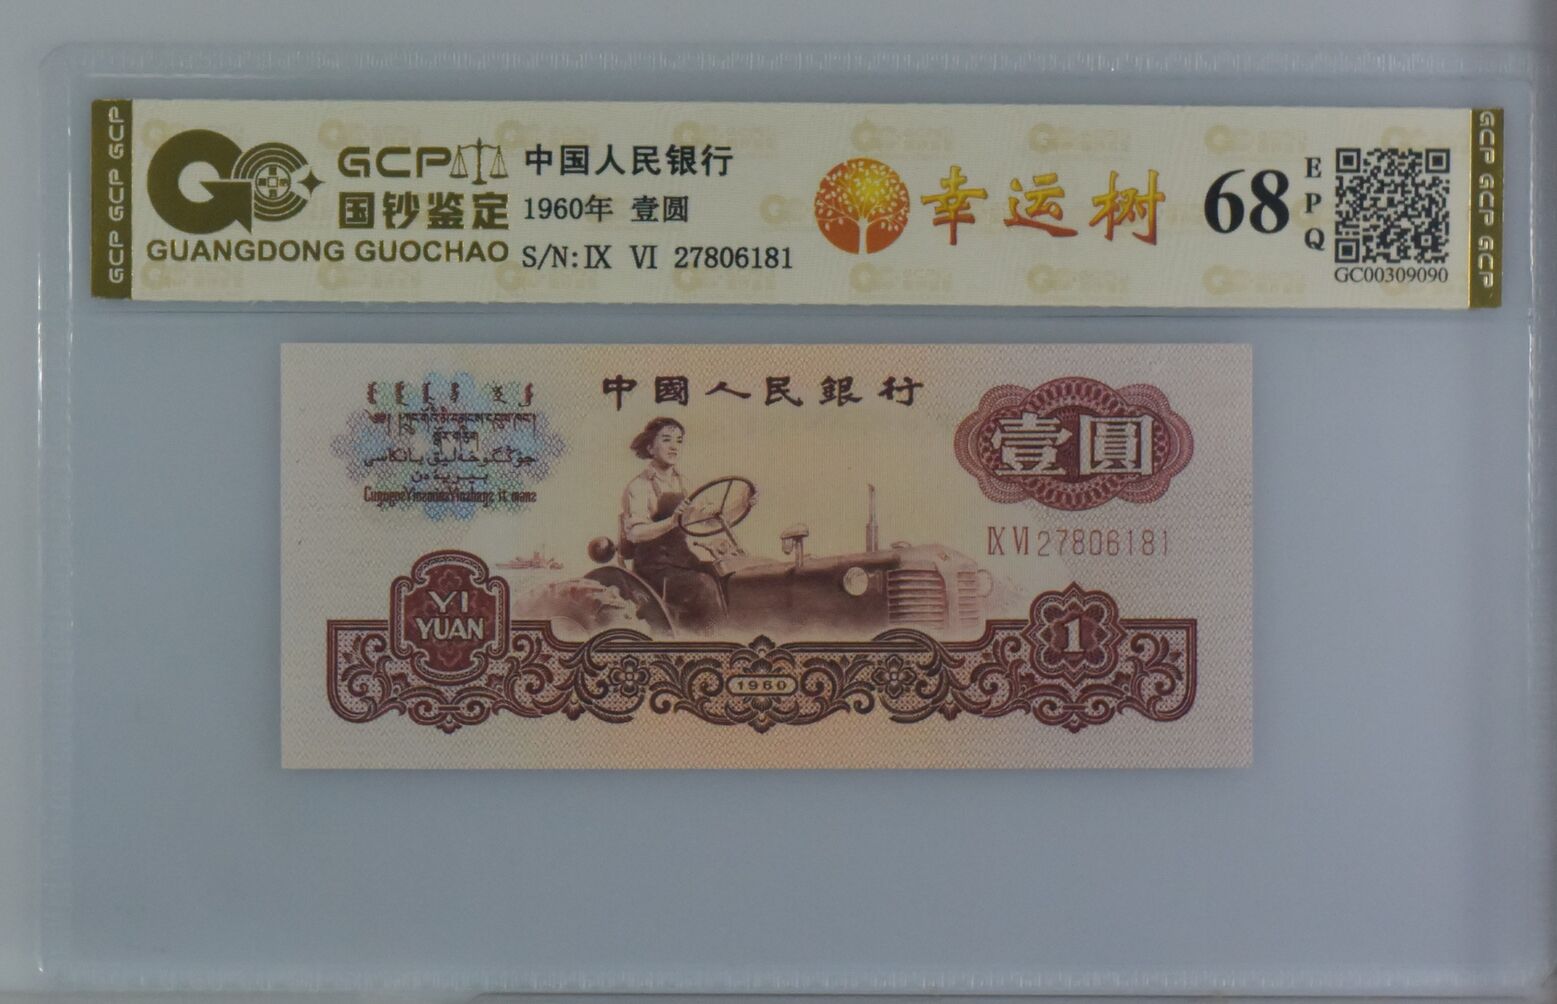 GCP GCP GCP
GCP
国钞鉴定
GUANGDONG GUOCHAO
中国人民银行
1960年 壹圆
S/N:Ⅸ Ⅵ 27806181
幸运树
68
EPQ
GC00309090
GCP GCP GCP
中國人民銀行
壹圓
Ⅸ Ⅵ 27806181
YI
YUAN
1
1960